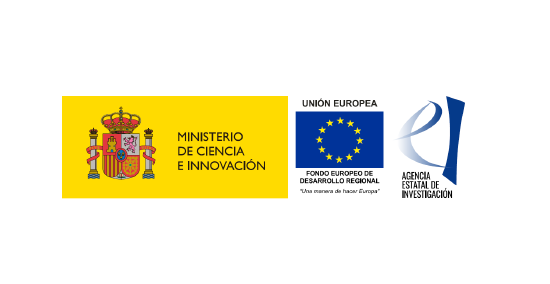 MINISTERIO
DE CIENCIA
E INNOVACIÓN
UNIÓN EUROPEA
FONDO EUROPEO DE
DESARROLLO REGIONAL
"Una manera de hacer Europa"
AGENCIA
ESTATAL DE
INVESTIGACIÓN